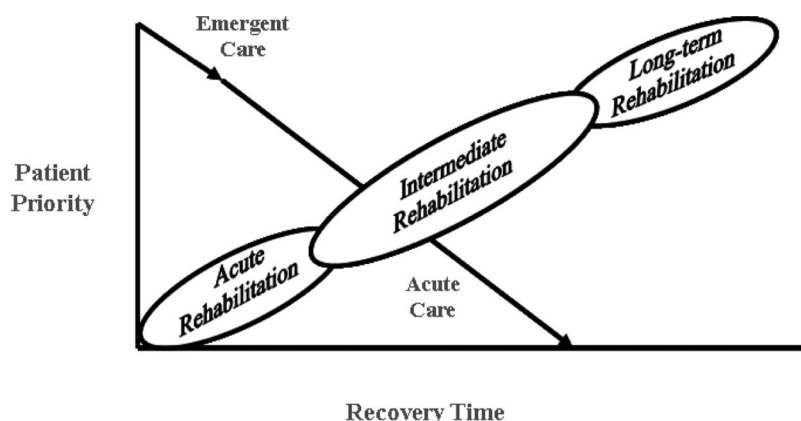 Emergent
Care
Long-term
Rehabilitation
Patient
Priority
Intermediate
Rehabilitation
Acute
Rehabilitation
Acute
Care
Recovery Time